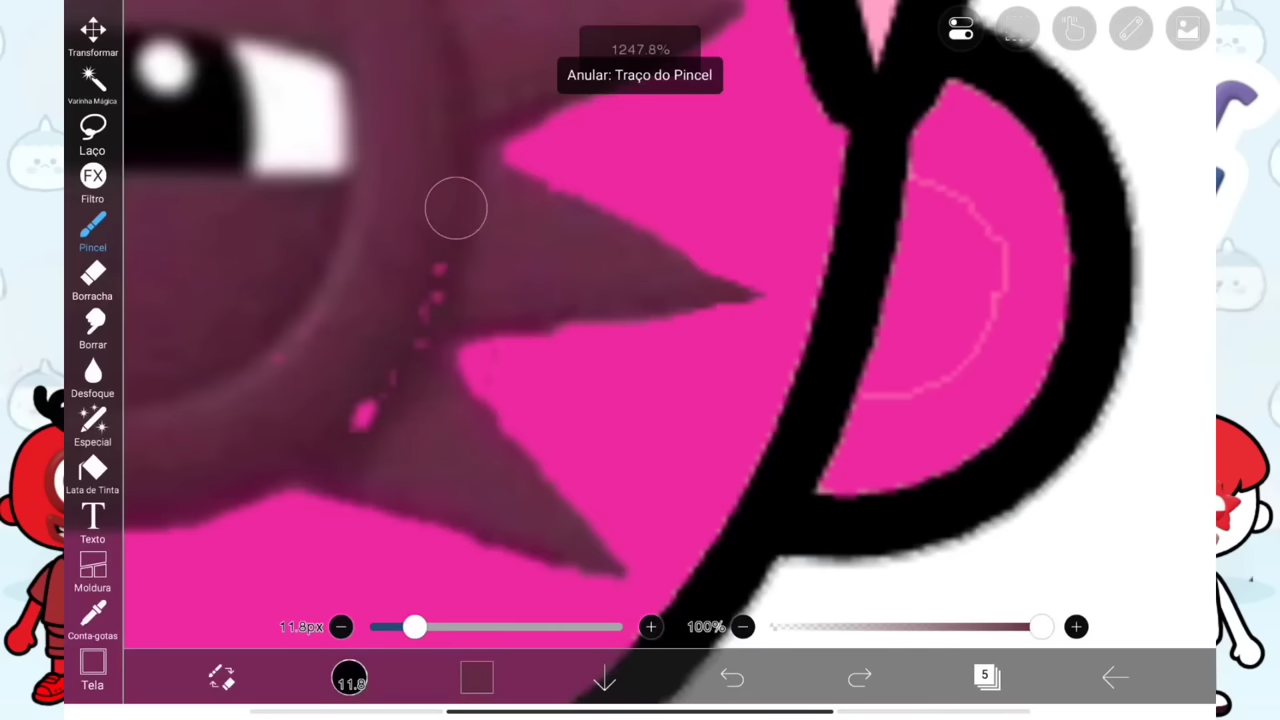 1247.8%
Anular: Traço do Pincel
Transformar
Varinha Mágica
Laço
FX
Filtro
Pincel
Borracha
Borrar
Desfoque
Especial
Lata de Tinta
T
Texto
Moldura
Conta-gotas
Tela
11.8px
100%
11.8
5